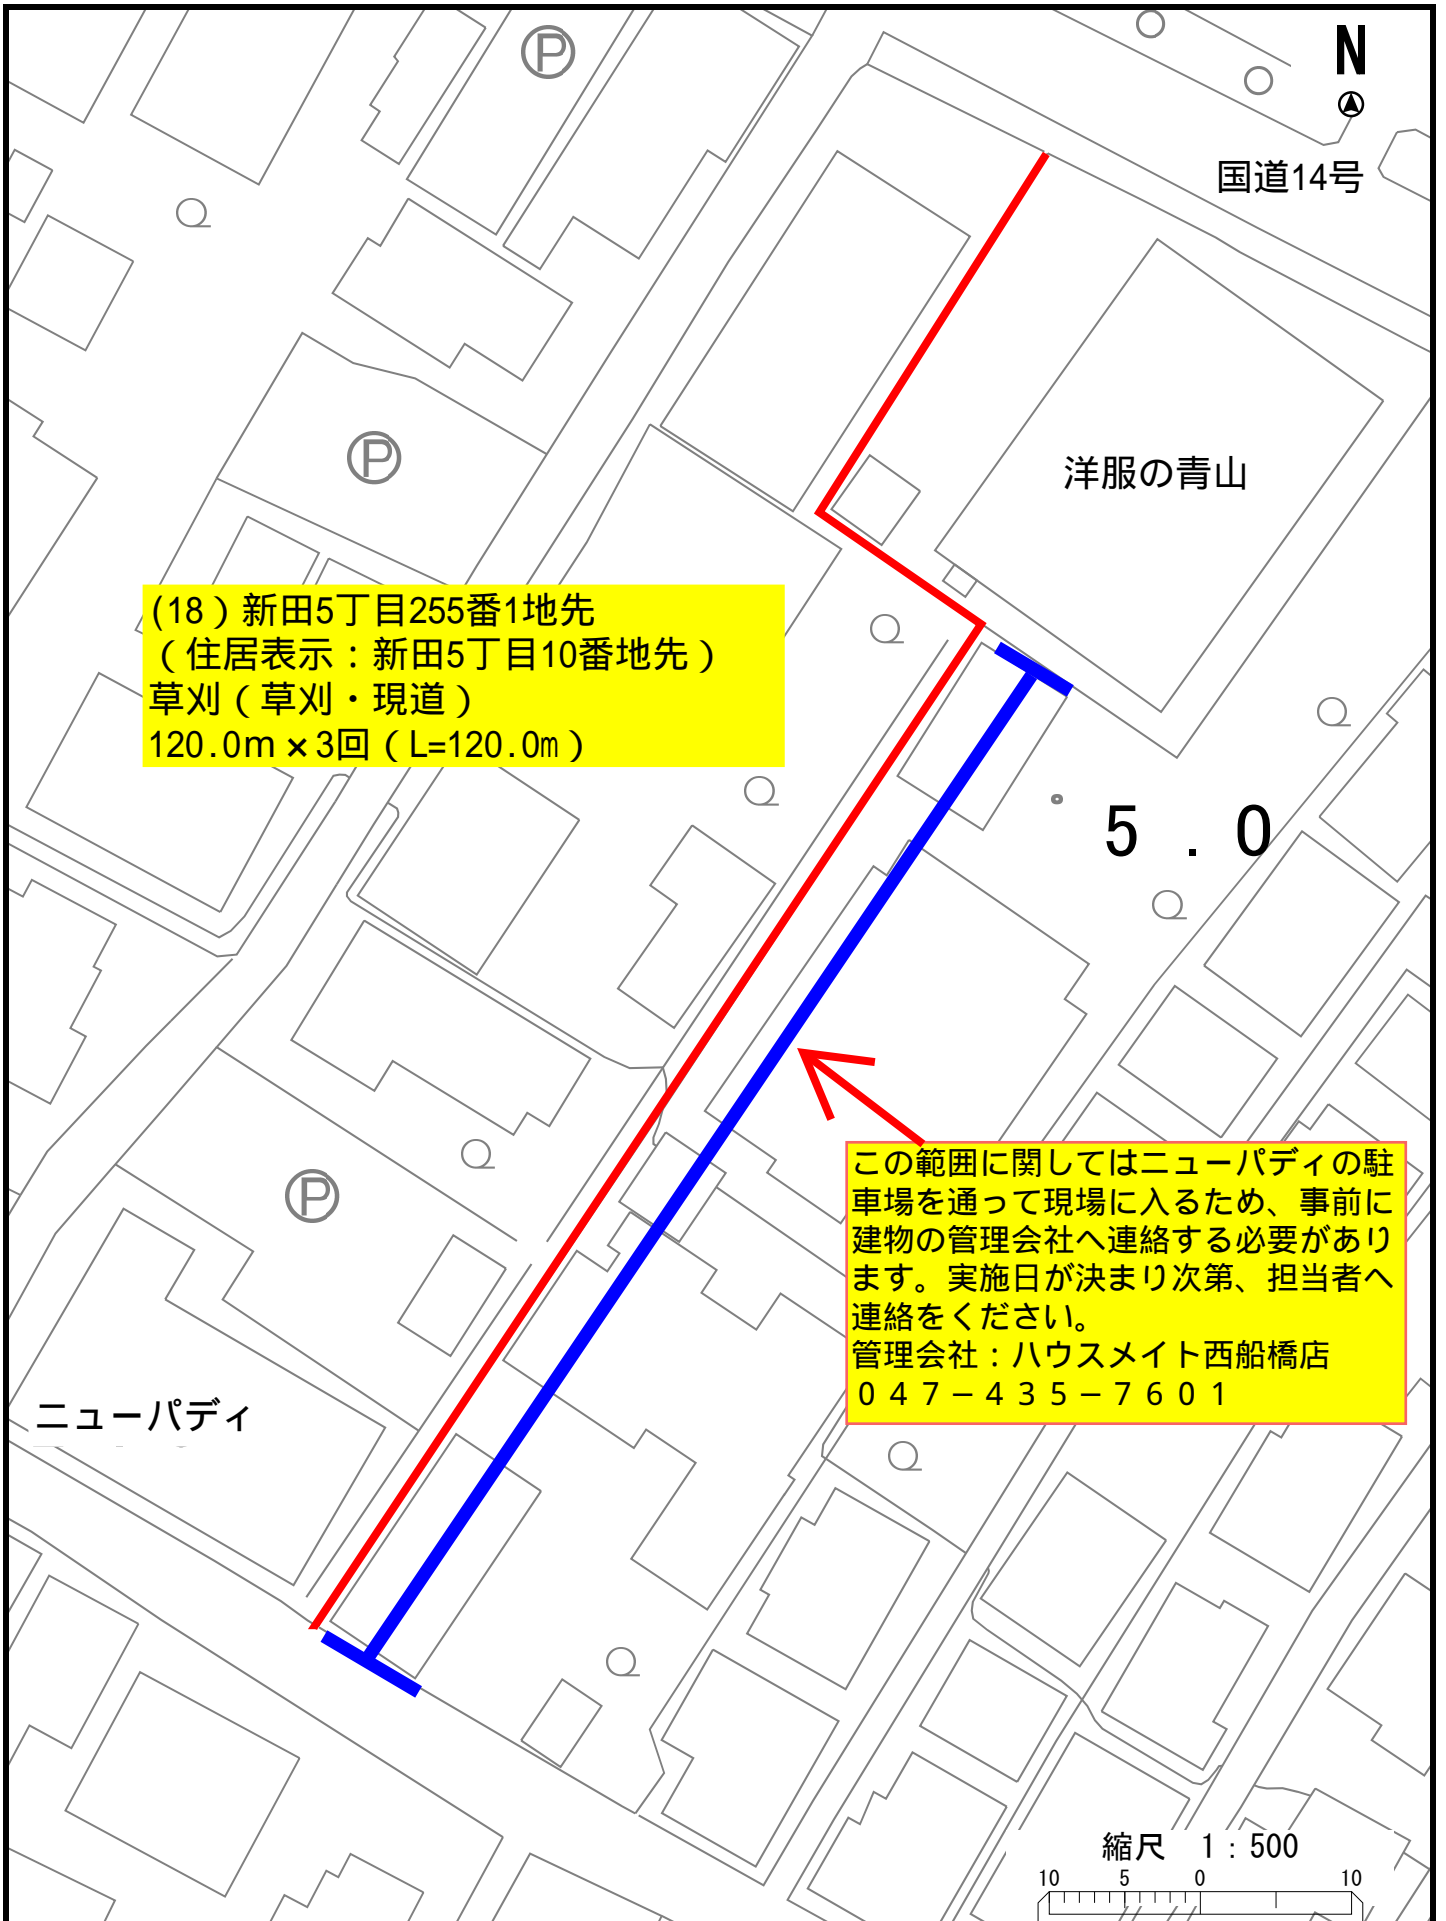 N
国道14号
Ⓟ
洋服の青山
Ⓟ
(18）新田5丁目255番1地先
（住居表示：新田5丁目10番地先）
草刈（草刈・現道）
120.0m×3回（L=120.0m）
5.0
この範囲に関してはニューパディの駐
車場を通って現場に入るため、事前に
建物の管理会社へ連絡する必要があり
ます。実施日が決まり次第、担当者へ
連絡をください。
管理会社：ハウスメイト西船橋店
０４７－４３５－７６０１
Ⓟ
ニューパディ
縮尺　1：500
10 5 0 10